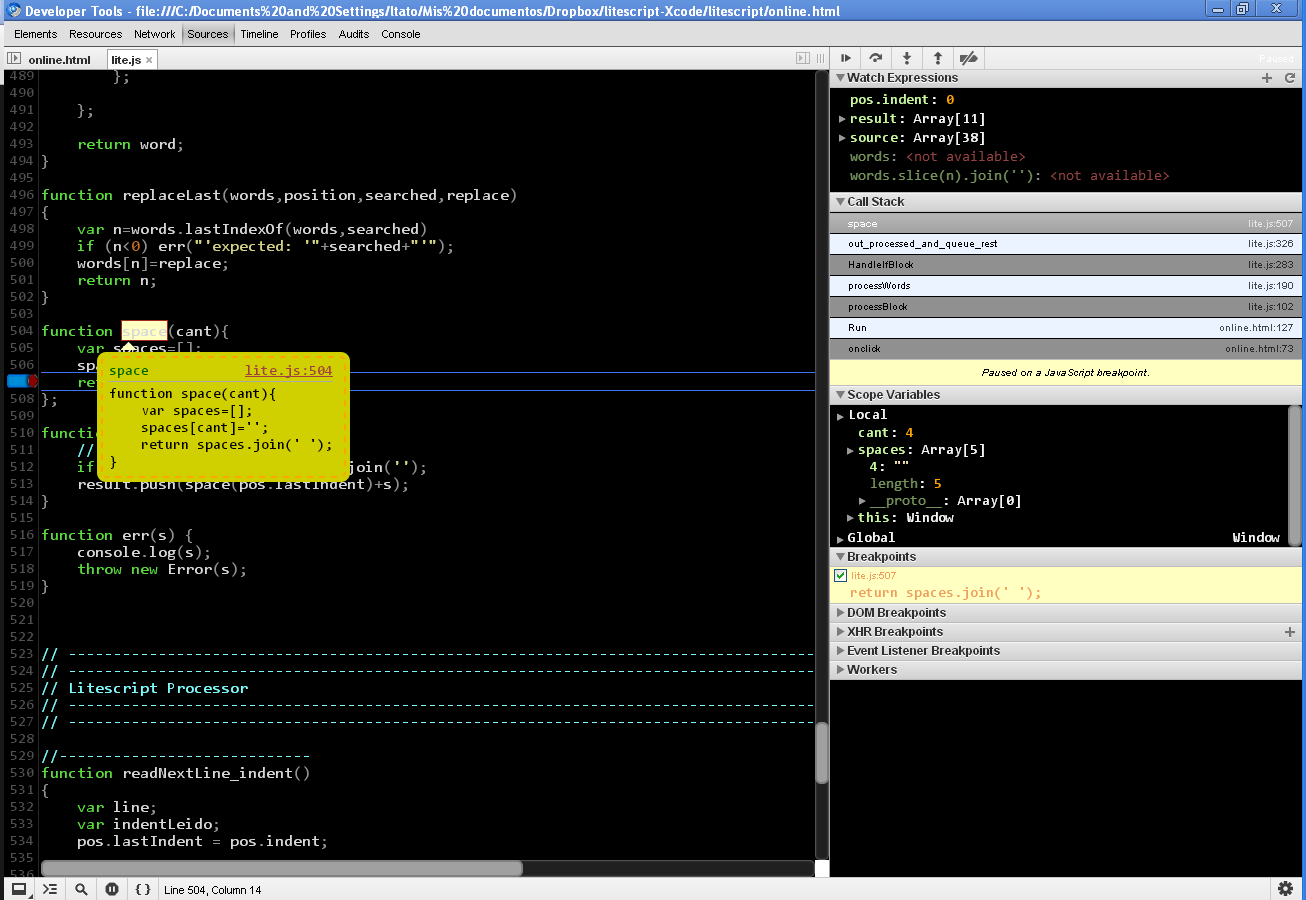 Developer Tools - file:///C:/Documents%20and%20Settings/Itato/Mis%20documentos/Dropbox/litescript-Xcode/litescript/online.html
Elements Resources Network Sources Timeline Profiles Audits Console
online.html lite.js ×
Paused
489 };
490
491 };
492
493 return word;
494 }
495
496 function replaceLast(words,position,searched,replace)
497 {
498 var n=words.lastIndexOf(words,searched)
499 if (n<0) err("'expected: '"+searched+"'");
500 words[n]=replace;
501 return n;
502 }
503
504 function space(cant){
505 var spaces=[];
506 spa
ret
508 };
509
510 functi
511 //
512 if join('');
513 result.push(space(pos.lastIndent)+s);
514 }
515
516 function err(s) {
517 console.log(s);
518 throw new Error(s);
519 }
520
521
522
523 // ------------------------------------------------------------------------------------
524 // ------------------------------------------------------------------------------------
525 // Litescript Processor
526 // ------------------------------------------------------------------------------------
527 // ------------------------------------------------------------------------------------
528
529 //----------------------------
530 function readNextLine_indent()
531 {
532 var line;
533 var indentLeido;
534 pos.lastIndent = pos.indent;
535
536
space lite.js:504
function space(cant){
var spaces=[];
spaces[cant]='';
return spaces.join(' ');
}
Watch Expressions
pos.indent: 0
result: Array[11]
source: Array[38]
words: <not available>
words.slice(n).join(''): <not available>
Call Stack
space lite.js:507
out_processed_and_queue_rest lite.js:326
HandleIfBlock lite.js:283
processWords lite.js:190
processBlock lite.js:102
Run online.html:127
onclick online.html:73
Paused on a JavaScript breakpoint.
Scope Variables
Local
cant: 4
spaces: Array[5]
4: ""
length: 5
__proto__: Array[0]
this: Window
Global Window
Breakpoints
lite.js:507
return spaces.join(' ');
DOM Breakpoints
XHR Breakpoints
Event Listener Breakpoints
Workers
{ } Line 504, Column 14